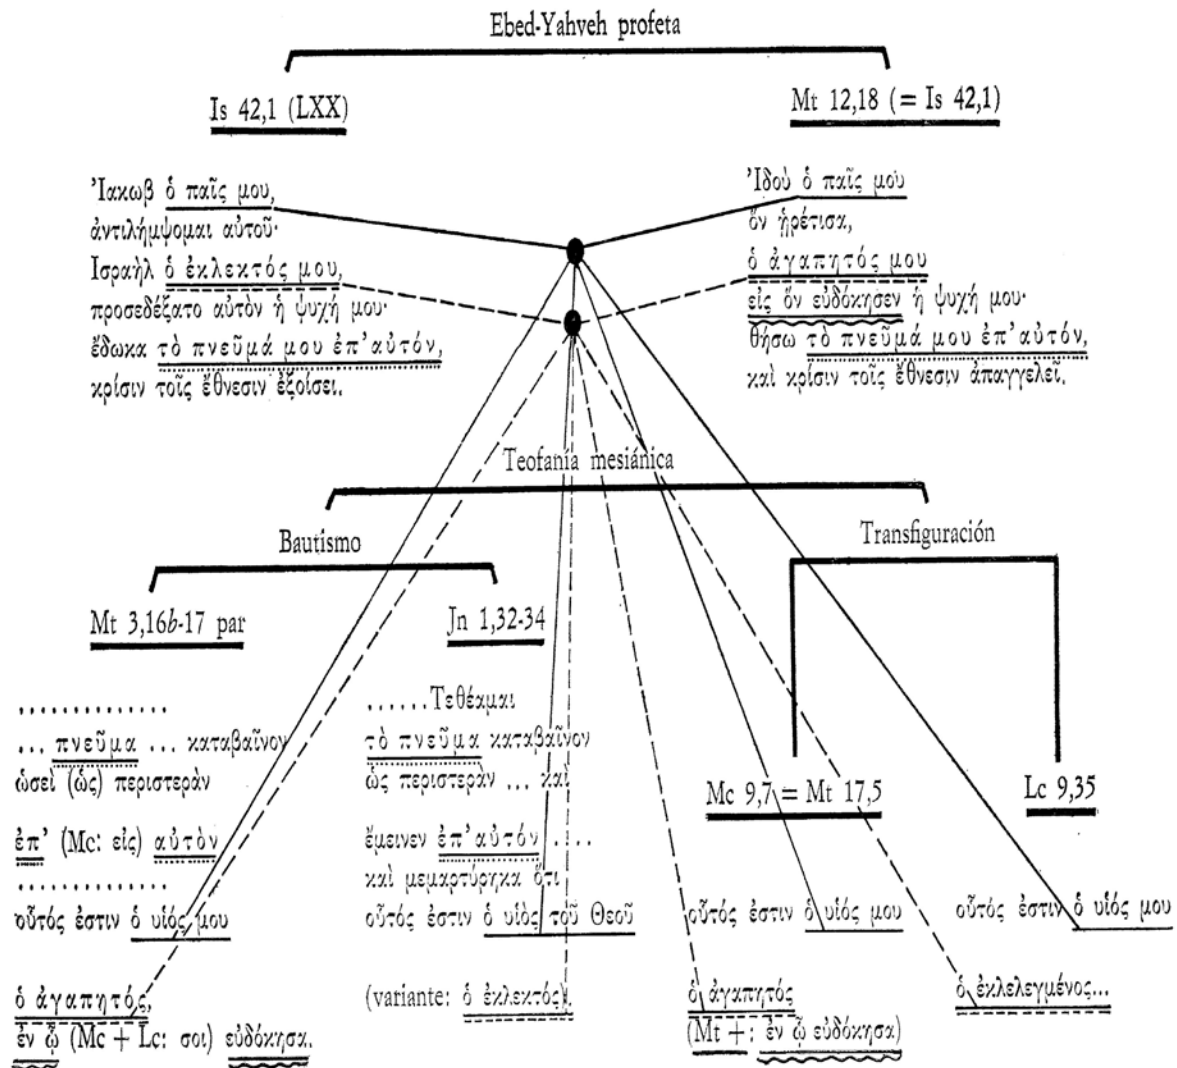 Ebed-Yahveh profeta
Is 42,1 (LXX)
Mt 12,18 (= Is 42,1)
Ἰακωβ ὁ παῖς μου,
ἀντιλήμψομαι αὐτοῦ·
Ισραὴλ ὁ ἐκλεκτός μου,
προσεδέξατο αὐτὸν ἡ ψυχή μου·
ἔδωκα τὸ πνεῦμά μου ἐπ' αὐτόν,
κρίσιν τοῖς ἔθνεσιν ἐξοίσει.
Ἰδοὺ ὁ παῖς μου
ὅν ᾑρέτισα,
ὁ ἀγαπητός μου
εἰς ὅν εὐδόκησεν ἡ ψυχή μου·
θήσω τὸ πνεῦμά μου ἐπ' αὐτόν,
καὶ κρίσιν τοῖς ἔθνεσιν ἀπαγγελεῖ.
Teofanía mesiánica
Bautismo
Transfiguración
Mt 3,16b-17 par
..............
... πνεῦμα ... καταβαῖνον
ὡσεὶ (ὡς) περιστερὰν
ἐπ' (Mc: εἰς) αὐτὸν
..............
οὗτός ἐστιν ὁ υἱός μου
ὁ ἀγαπητός,
ἐν ᾧ (Mc + Lc: σοι) εὐδόκησα.
Jn 1,32-34
......Τεθέαμαι
τὸ πνεῦμα καταβαῖνον
ὡς περιστερὰν ... καὶ
ἔμεινεν ἐπ' αὐτόν ....
καὶ μεμαρτύρηκα ὅτι
οὗτός ἐστιν ὁ υἱὸς τοῦ Θεοῦ
(variante: ὁ ἐκλεκτός).
Mc 9,7 = Mt 17,5
οὗτός ἐστιν ὁ υἱός μου
ὁ ἀγαπητός
(Mt +: ἐν ᾧ εὐδόκησα)
Lc 9,35
οὗτός ἐστιν ὁ υἱός μου
ὁ ἐκλελεγμένος...